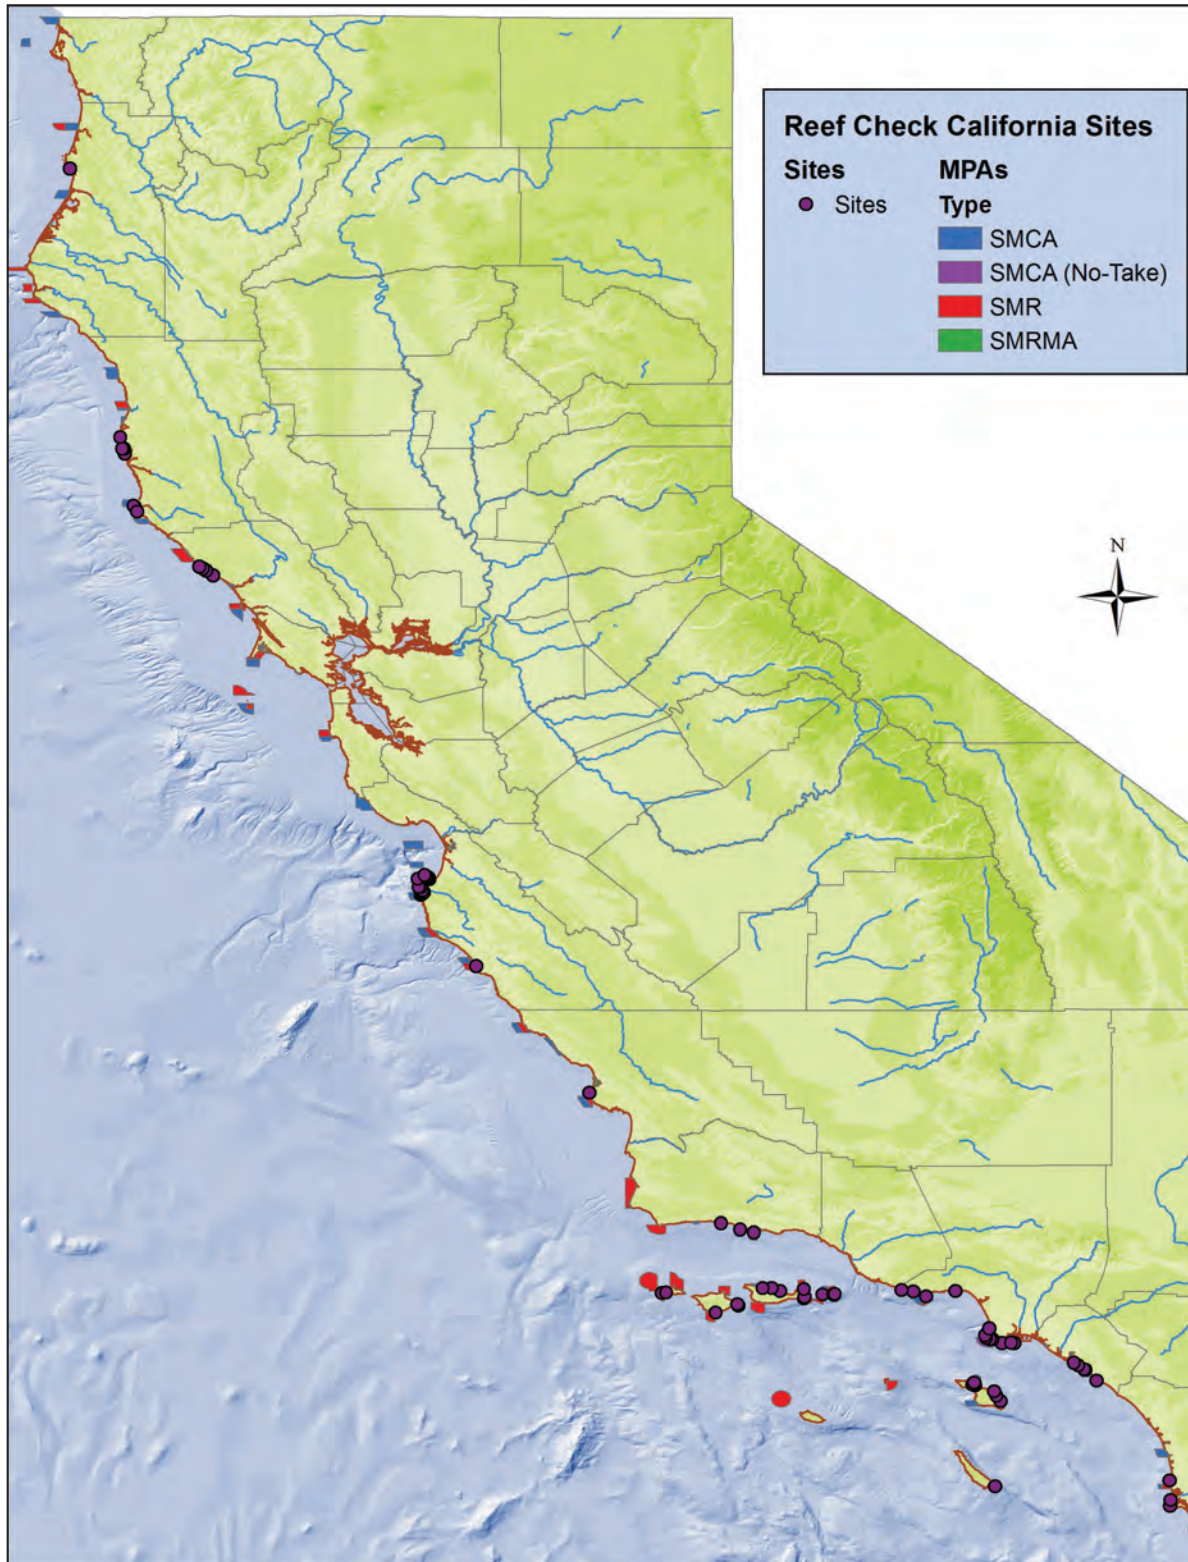 Reef Check California Sites
Sites
Sites
MPAs
Type
SMCA
SMCA (No-Take)
SMR
SMRMA
N